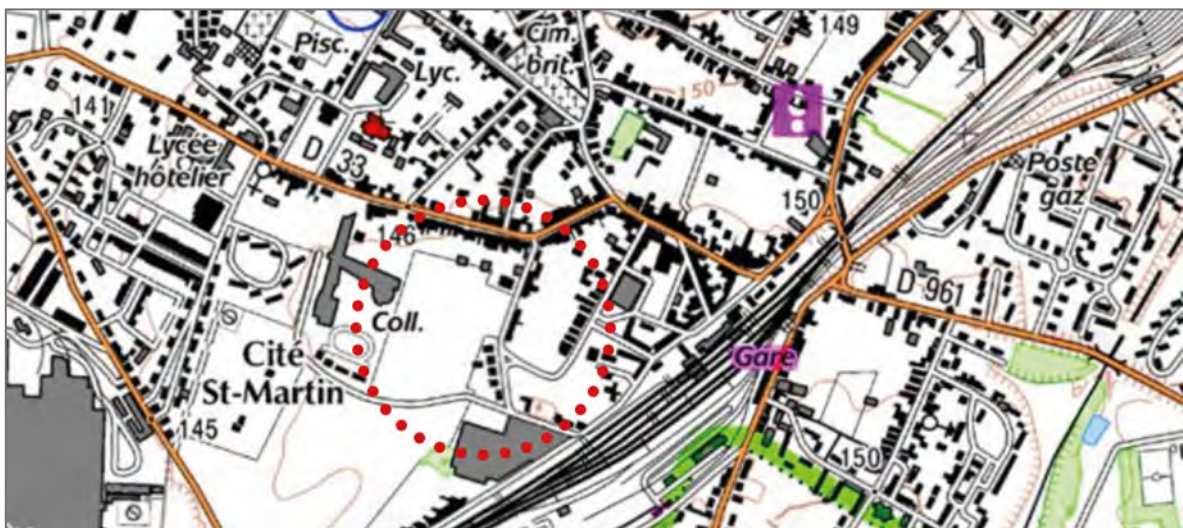 149
Cim.
brit.
Pisc.
Lyc.
150
141
D
33
Lycée
hôtelier
Poste
gaz
150
146
D 961
Coll.
Gare
Cité
St-Martin
145
150